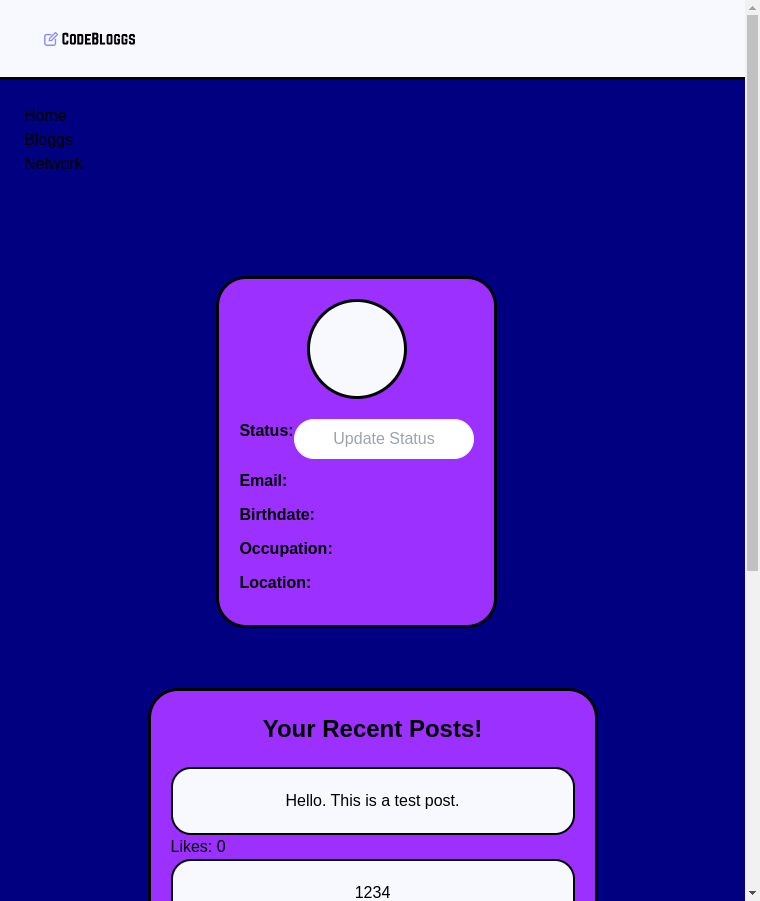 CodeBloggs
Home
Bloggs
Network
Status: Update Status
Email:
Birthdate:
Occupation:
Location:
Your Recent Posts!
Hello. This is a test post.
Likes: 0
1234